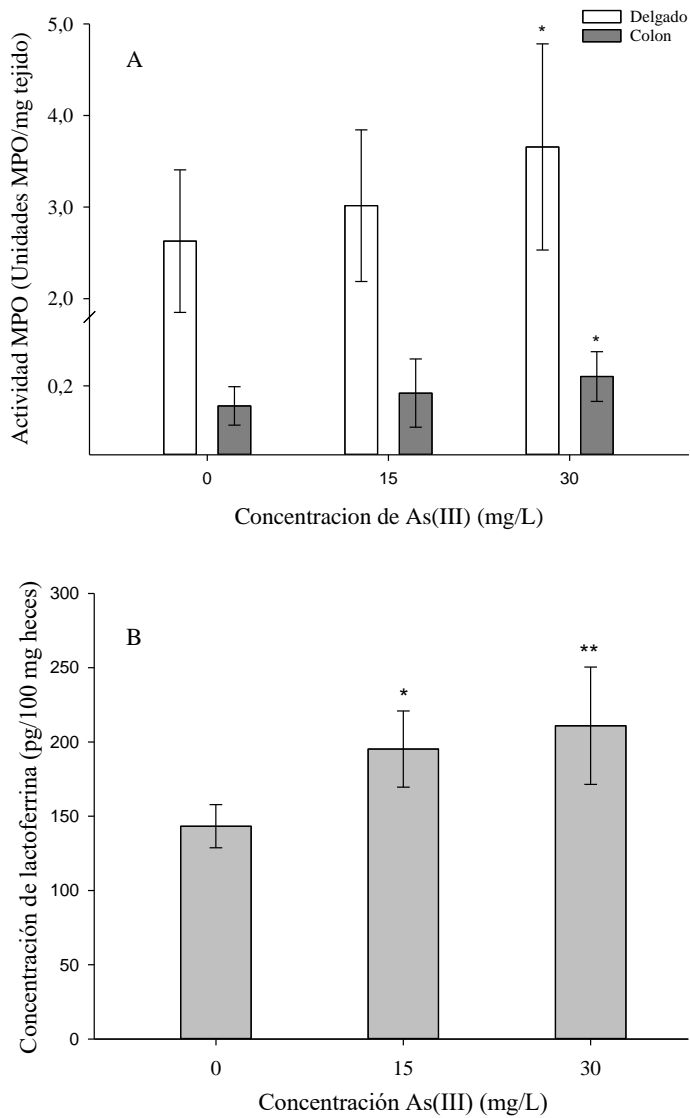 Delgado
Colon
A
Actividad MPO (Unidades MPO/mg tejido)
5,0
4,0
3,0
2,0
0,2
*
*
0
15
30
Concentracion de As(III) (mg/L)
B
Concentración de lactoferrina (pg/100 mg heces)
300
250
200
150
100
50
0
*
**
0
15
30
Concentración As(III) (mg/L)